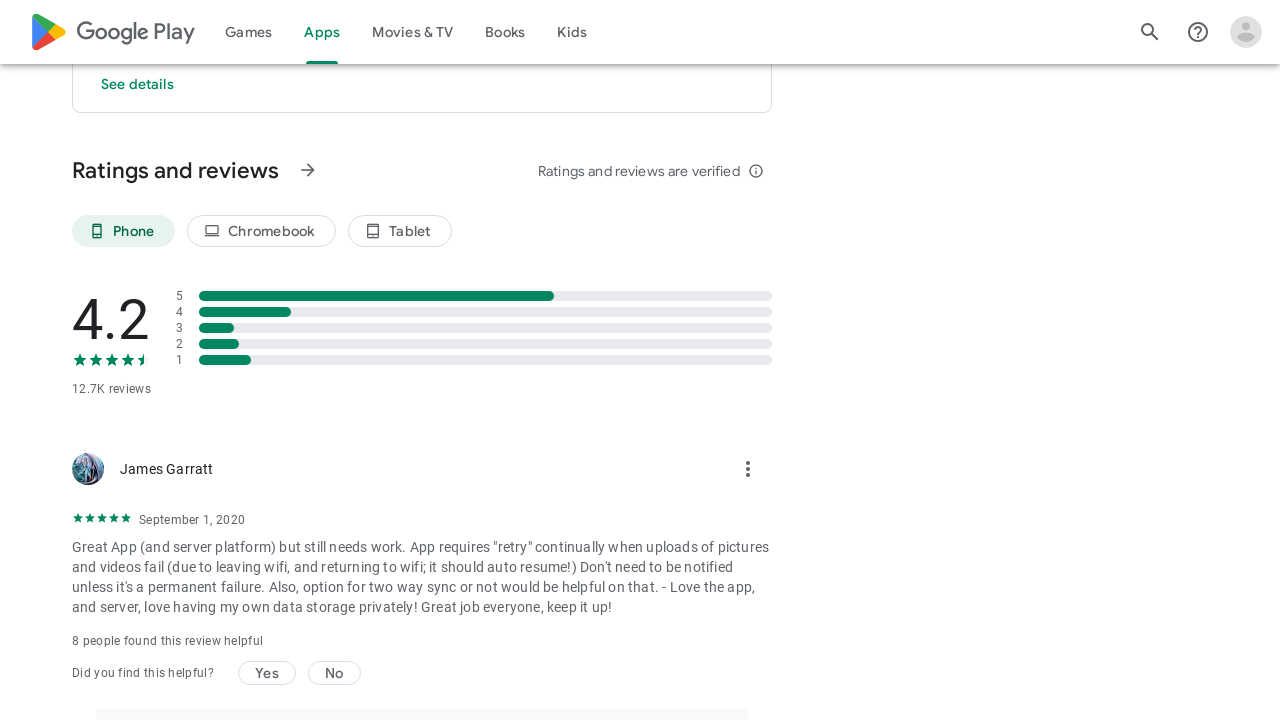 Google Play
Games
Apps
Movies & TV
Books
Kids
See details
Ratings and reviews
Ratings and reviews are verified
Phone
Chromebook
Tablet
4.2
5
4
3
2
1
12.7K reviews
James Garratt
September 1, 2020
Great App (and server platform) but still needs work. App requires "retry" continually when uploads of pictures
and videos fail (due to leaving wifi, and returning to wifi; it should auto resume!) Don't need to be notified
unless it's a permanent failure. Also, option for two way sync or not would be helpful on that. - Love the app,
and server, love having my own data storage privately! Great job everyone, keep it up!
8 people found this review helpful
Did you find this helpful?
Yes
No